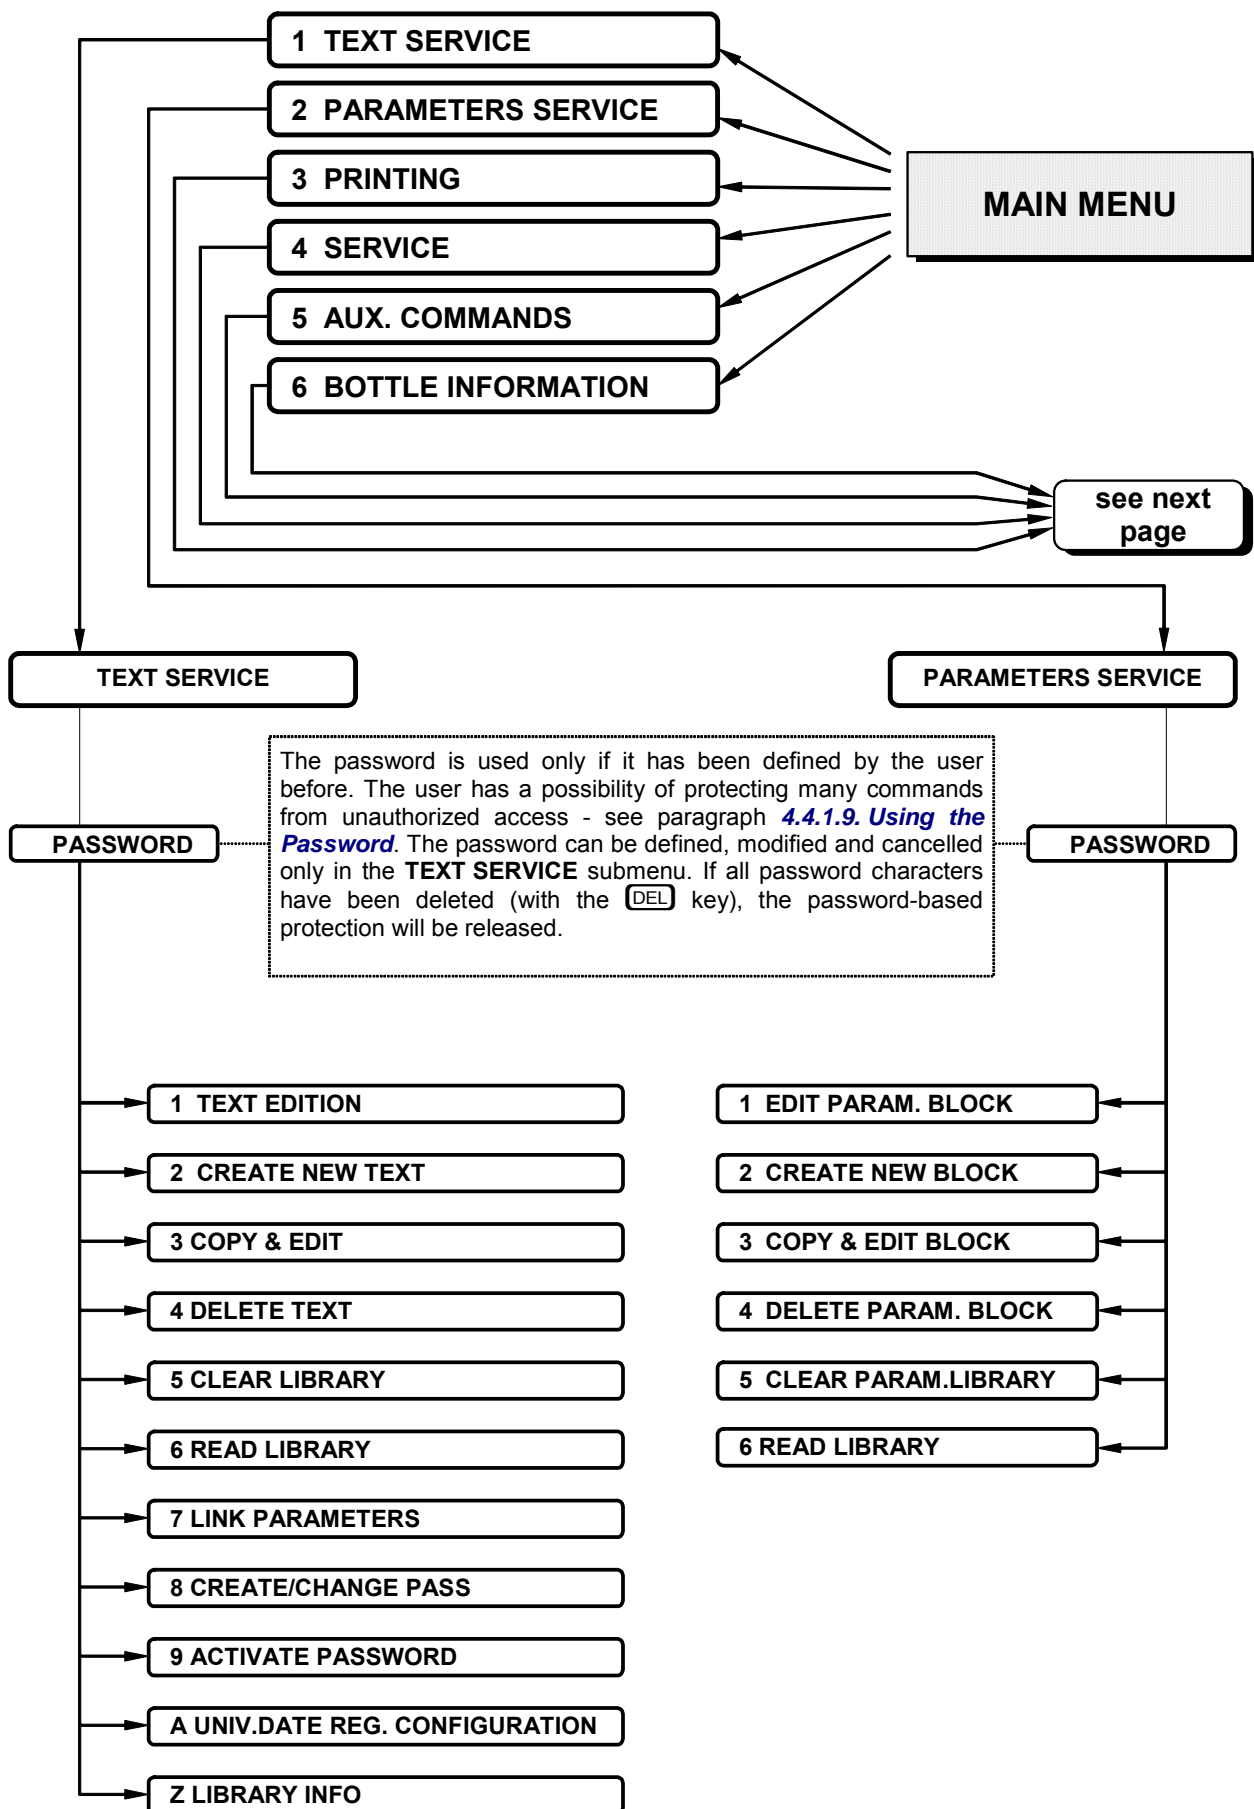 1 TEXT SERVICE
2 PARAMETERS SERVICE
3 PRINTING
4 SERVICE
5 AUX. COMMANDS
6 BOTTLE INFORMATION
MAIN MENU
see next
page
TEXT SERVICE
PARAMETERS SERVICE
PASSWORD
The password is used only if it has been defined by the user
before. The user has a possibility of protecting many commands
from unauthorized access - see paragraph 4.4.1.9. Using the
Password. The password can be defined, modified and cancelled
only in the TEXT SERVICE submenu. If all password characters
have been deleted (with the DEL key), the password-based
protection will be released.
PASSWORD
1 TEXT EDITION
2 CREATE NEW TEXT
3 COPY & EDIT
4 DELETE TEXT
5 CLEAR LIBRARY
6 READ LIBRARY
7 LINK PARAMETERS
8 CREATE/CHANGE PASS
9 ACTIVATE PASSWORD
A UNIV.DATE REG. CONFIGURATION
Z LIBRARY INFO
1 EDIT PARAM. BLOCK
2 CREATE NEW BLOCK
3 COPY & EDIT BLOCK
4 DELETE PARAM. BLOCK
5 CLEAR PARAM.LIBRARY
6 READ LIBRARY